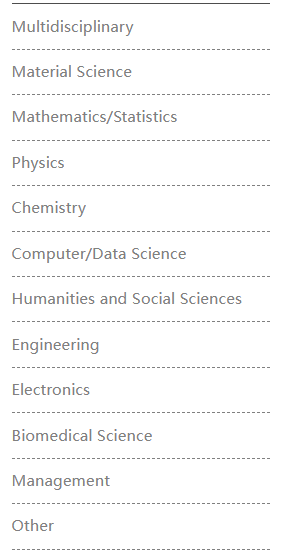 Multidisciplinary
Material Science
Mathematics/Statistics
Physics
Chemistry
Computer/Data Science
Humanities and Social Sciences
Engineering
Electronics
Biomedical Science
Management
Other